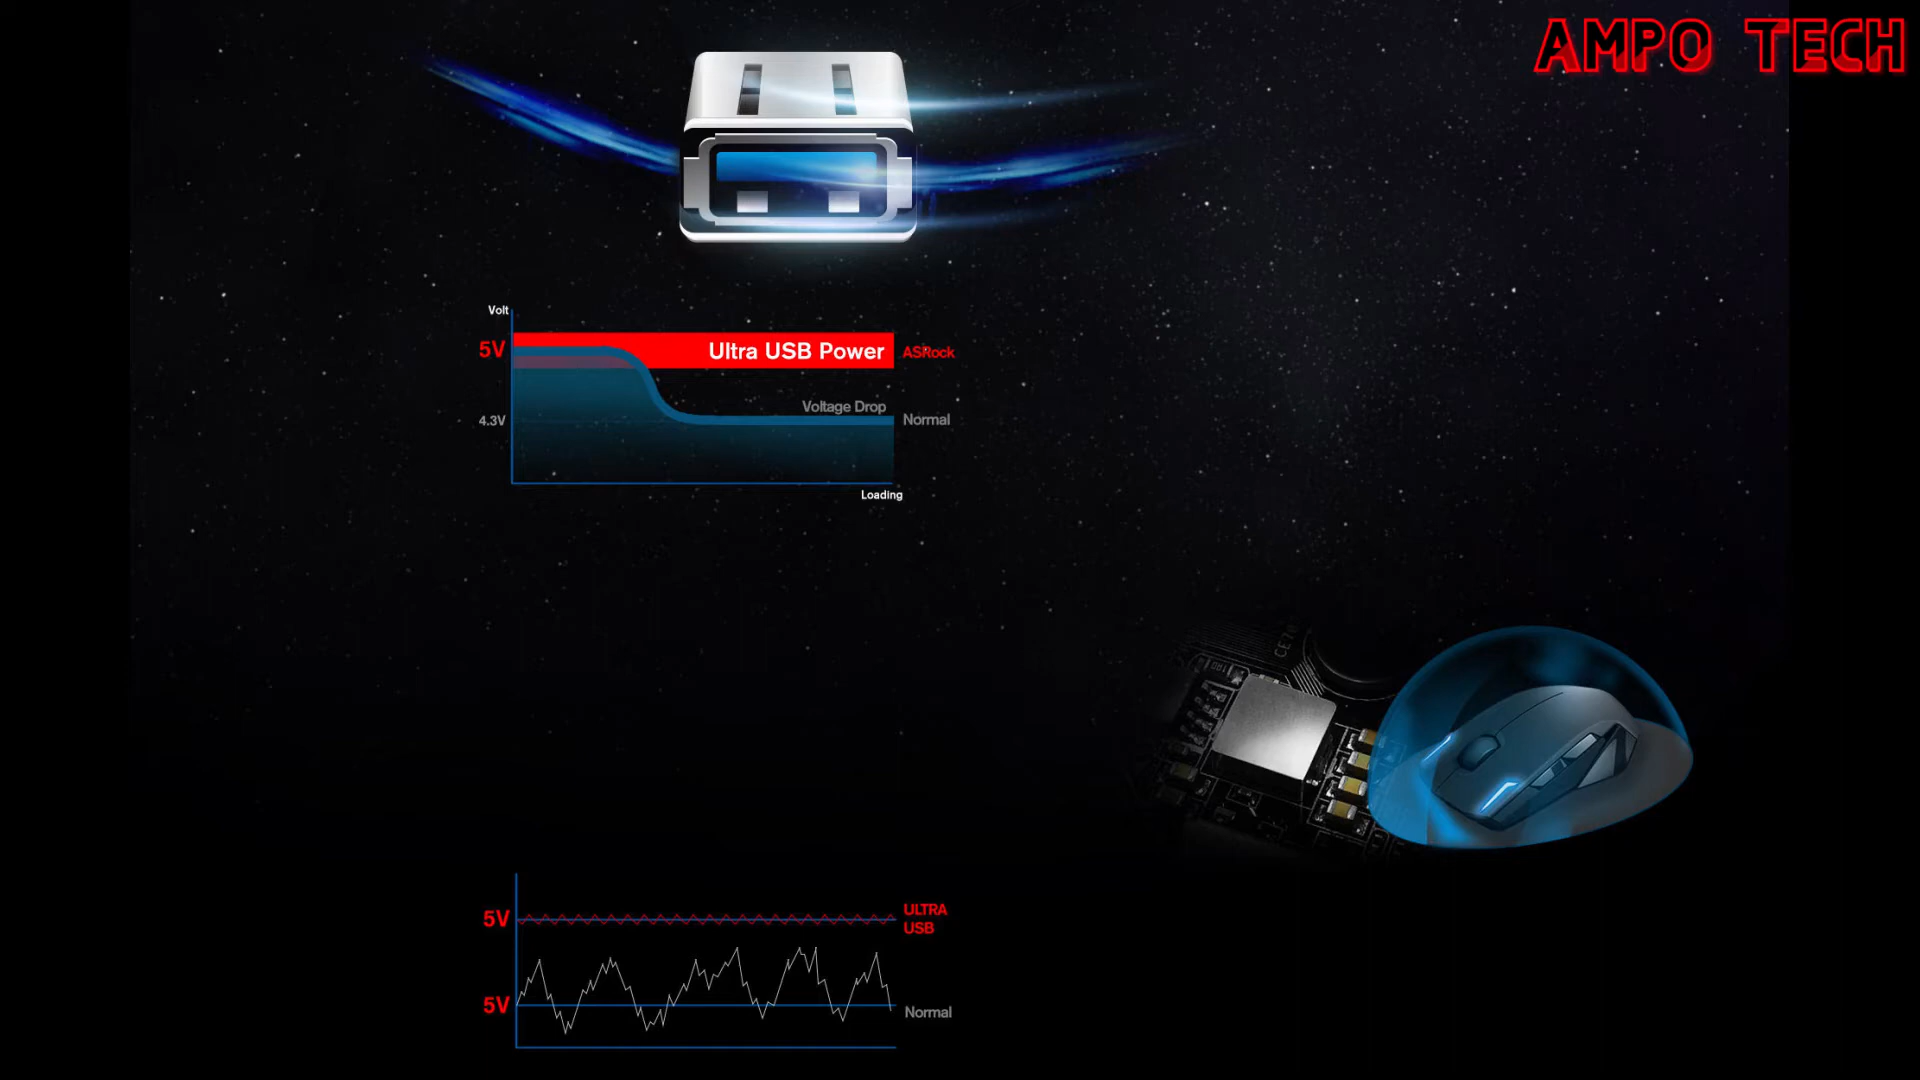 AMPO TECH
Volt
5V
Ultra USB Power
ASRock
Voltage Drop
4.3V
Normal
Loading
CE7
5V
ULTRA
USB
5V
Normal